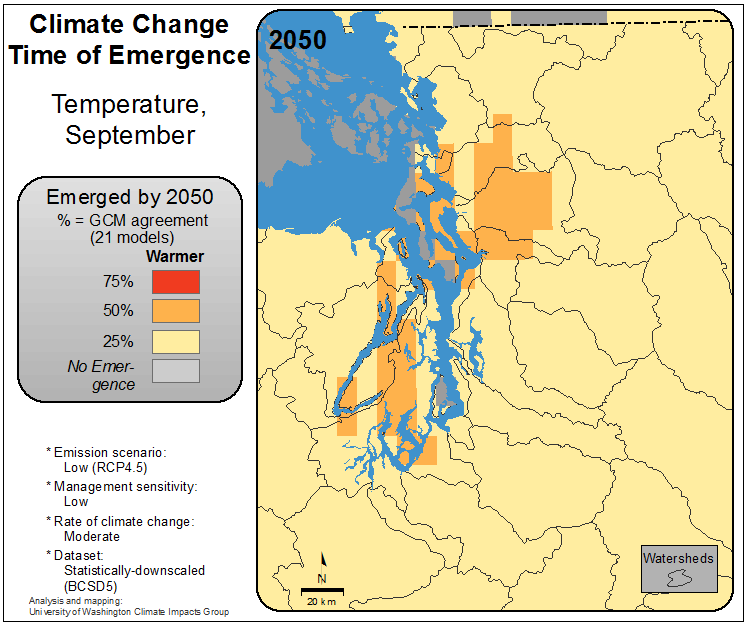 Climate Change
Time of Emergence
Temperature,
September
Emerged by 2050
% = GCM agreement
(21 models)
Warmer
75%
50%
25%
No Emer-
gence
* Emission scenario:
Low (RCP4.5)
* Management sensitivity:
Low
* Rate of climate change:
Moderate
* Dataset:
Statistically-downscaled
(BCSD5)
Analysis and mapping:
University of Washington Climate Impacts Group
2050
N
20 km
Watersheds